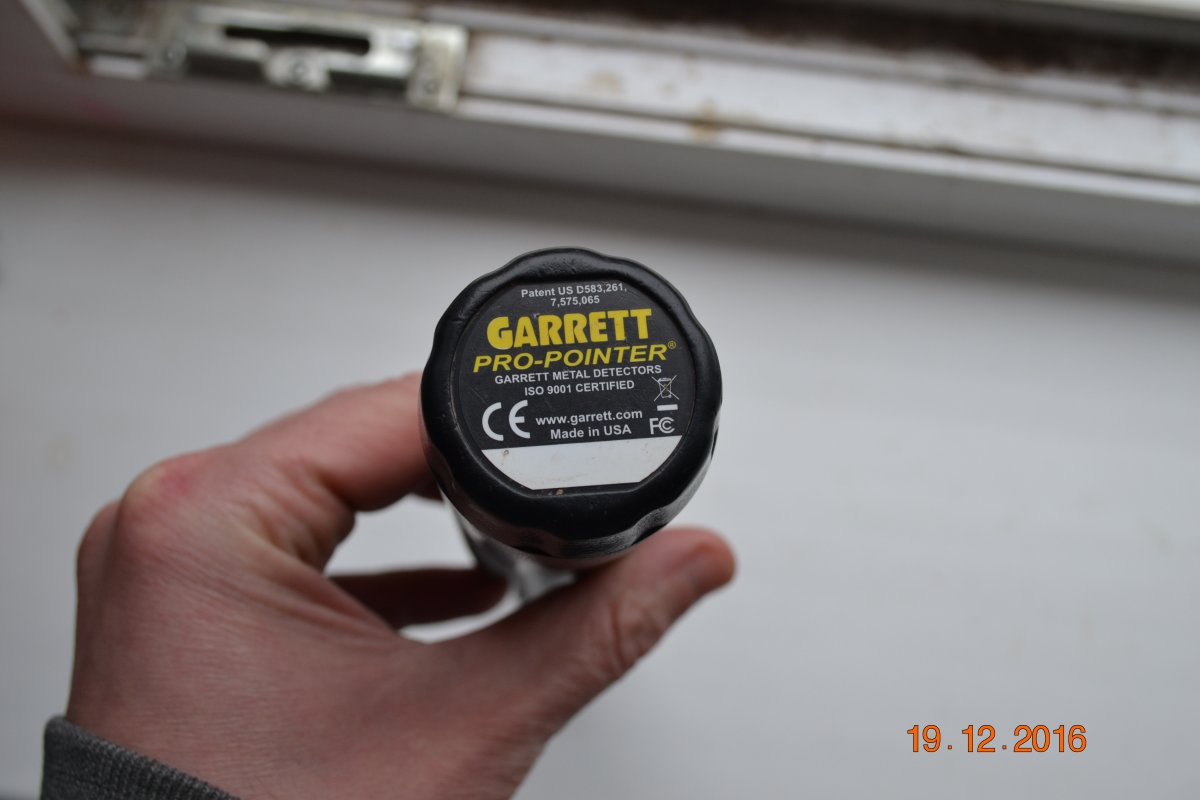 Patent US D583,261,
7,575,065
GARRETT
PRO-POINTER®
GARRETT METAL DETECTORS
ISO 9001 CERTIFIED
CE www.garrett.com
Made in USA FC
19.12.2016